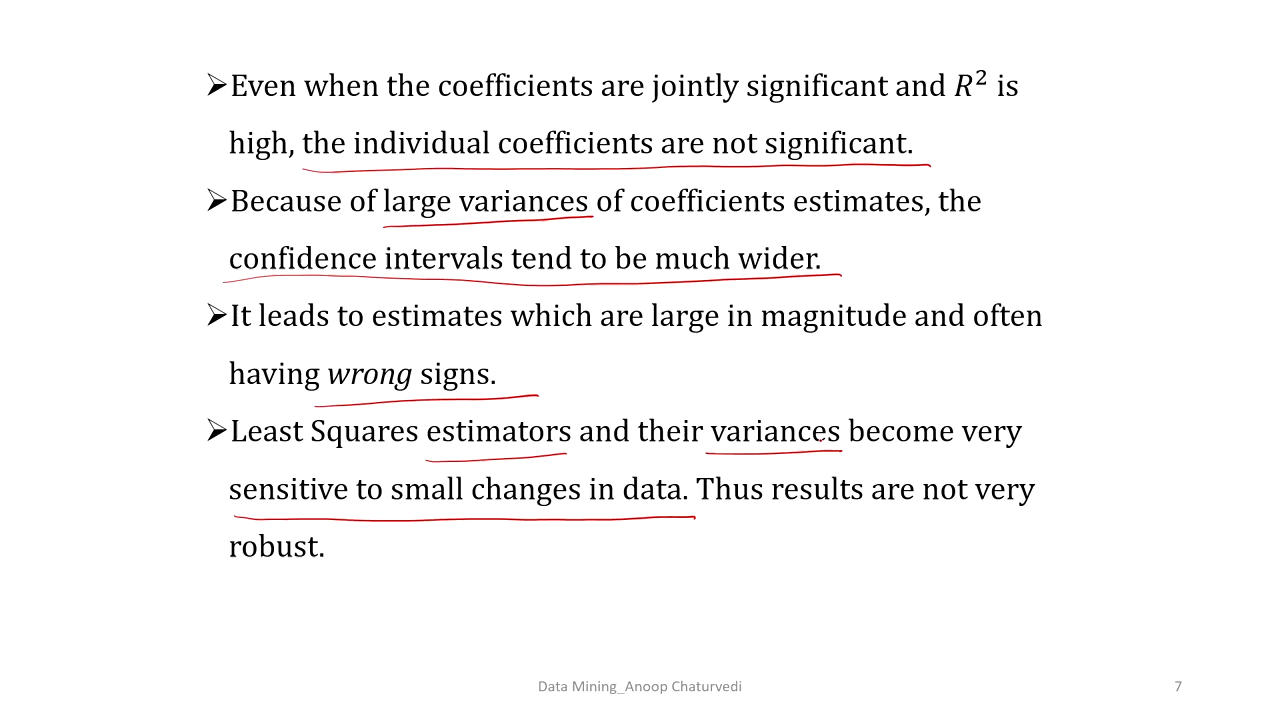 ➢Even when the coefficients are jointly significant and R² is
high, the individual coefficients are not significant.
➢Because of large variances of coefficients estimates, the
confidence intervals tend to be much wider.
➢It leads to estimates which are large in magnitude and often
having wrong signs.
➢Least Squares estimators and their variances become very
sensitive to small changes in data. Thus results are not very
robust.
Data Mining_Anoop Chaturvedi
7